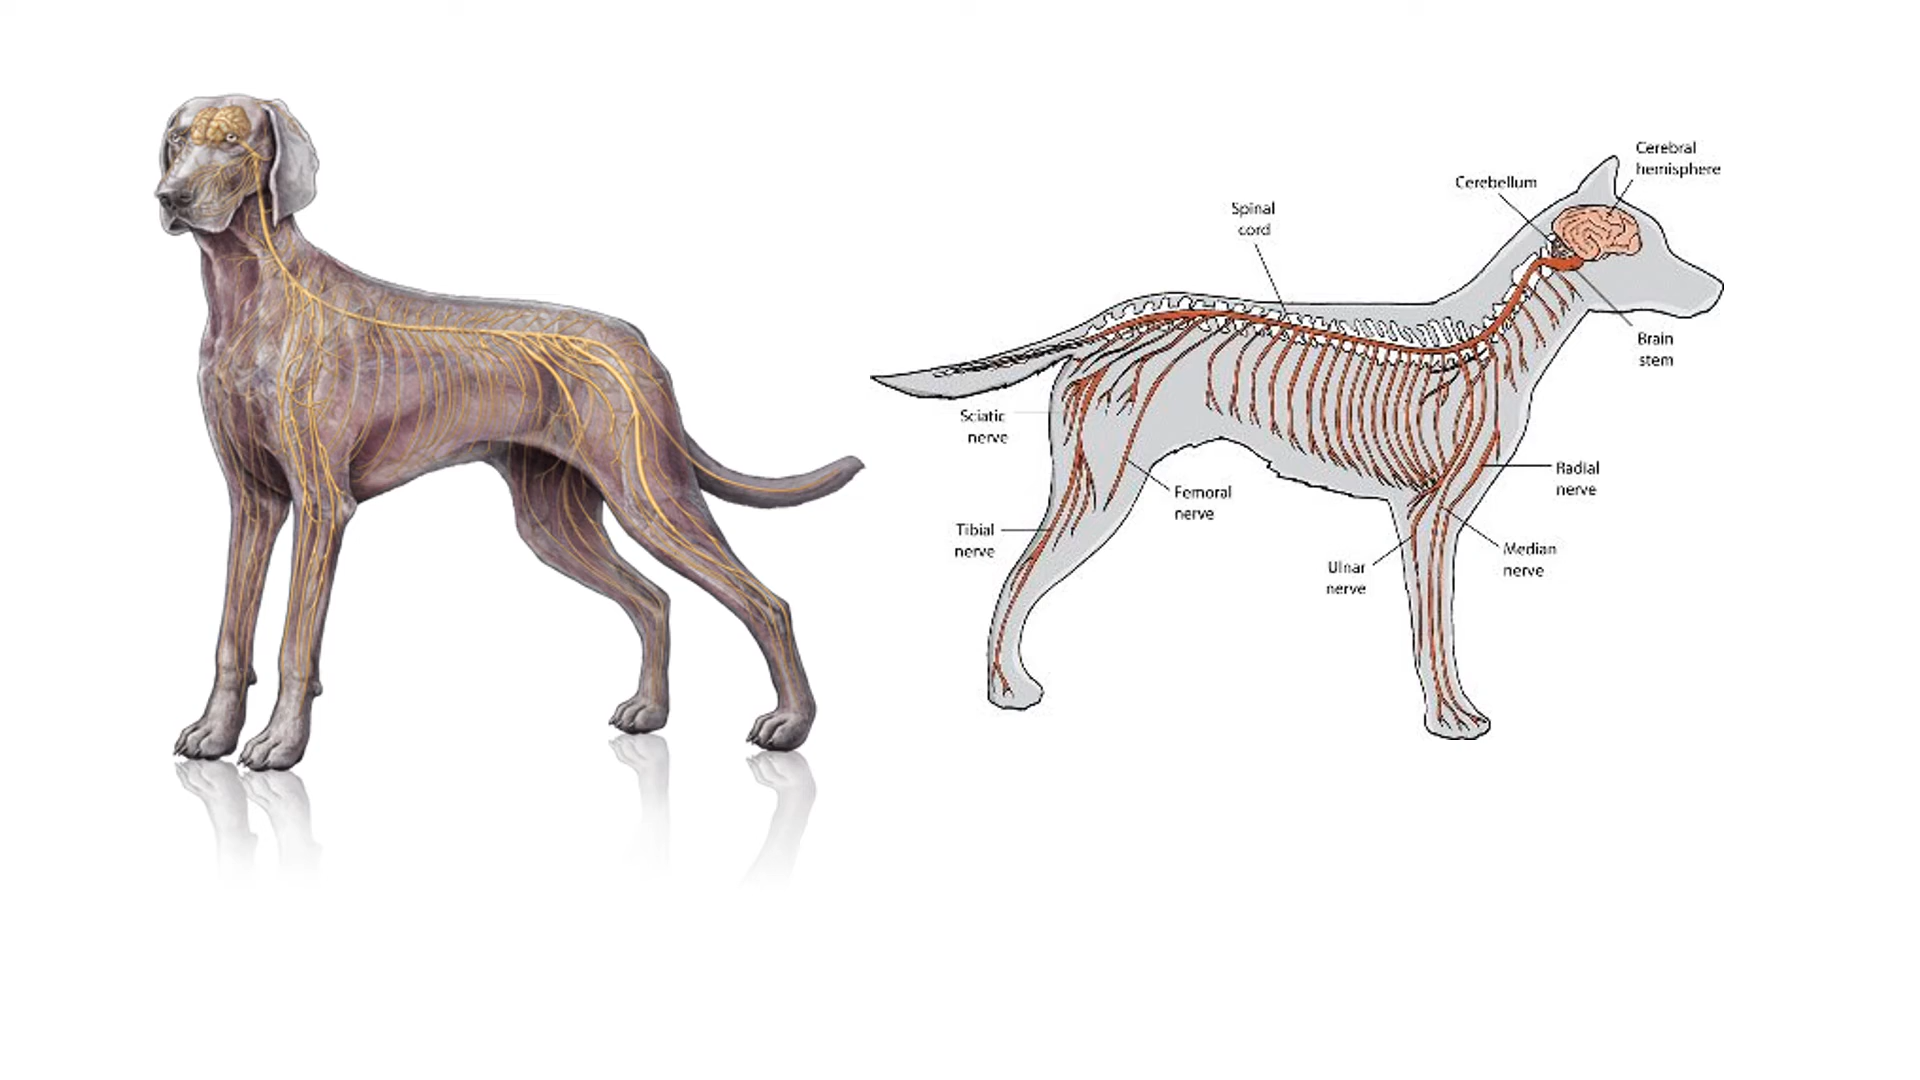 Cerebral
hemisphere
Cerebellum
Spinal
cord
Brain
stem
Sciatic
nerve
Radial
nerve
Femoral
nerve
Tibial
nerve
Median
nerve
Ulnar
nerve